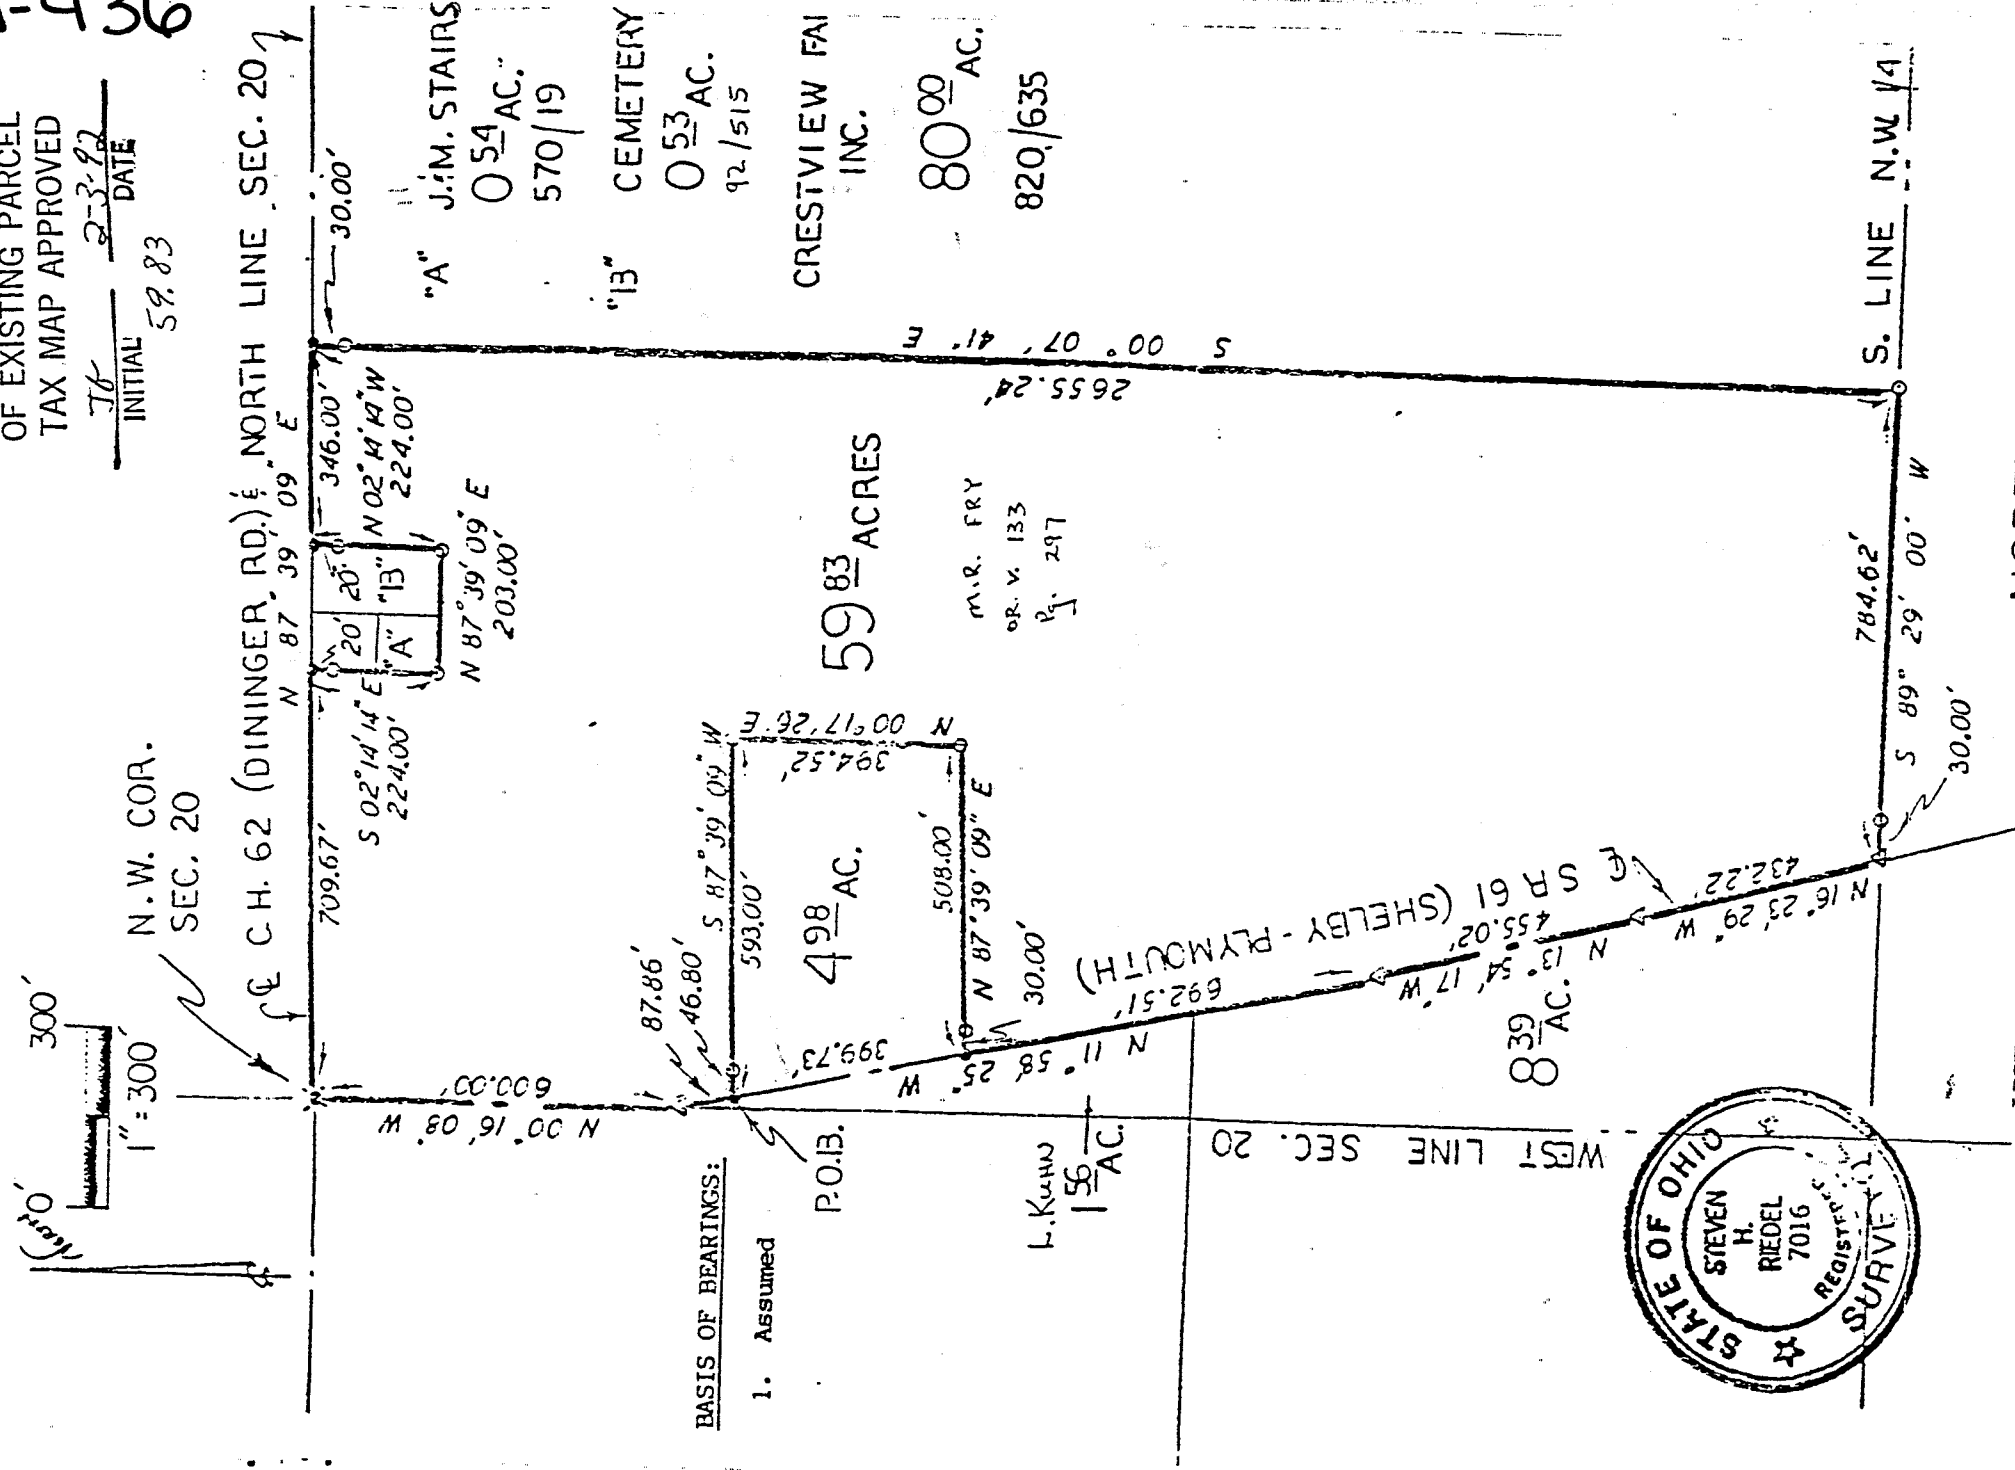 -436
OF EXISTING PARCEL
TAX MAP APPROVED
INITIAL
2-3-92
DATE
59.83
0' 300'
1"=300'
N.W. COR.
SEC. 20
℄ C.H. 62 (DININGER RD.) & NORTH LINE SEC. 20
N 87 39' 09" E
709.67'
346.00'
30.00'
S 02°14'14" E
224.00'
20'
20'
"A"
"B"
N 02°14'14" W
224.00'
N 87°39'09" E
203.00'
"A" J.&M. STAIRS
0 54 AC.
570/19
"B" CEMETERY
0 53 AC.
92/515
CRESTVIEW FA
INC.
80 00 AC.
820/635
600.00'
N 00°16'08" W
87.86'
46.80'
S 87°39'09" W
593.00'
N 00°17'26" E
394.52'
4 98 AC.
508.00'
N 87°39'09" E
30.00'
399.73'
P.O.B.
BASIS OF BEARINGS:
1. Assumed
59 83 ACRES
M.R. FRY
OR. V. 133
Pg. 297
S 00° 07' 41" E
2655.24'
S. LINE N.W. 1/4
784.62'
S 89° 29' 00" W
30.00'
℄ SR 61 (SHELBY - PLYMOUTH)
692.51'
N 11° 58' 25" W
455.02'
N 13° 54' 17" W
432.22'
N 16° 23' 29" W
L. KUHN
1 56 AC.
8 39 AC.
WEST LINE SEC. 20
STATE OF OHIO
STEVEN
H.
RIEDEL
7016
REGISTERED
SURVEYOR